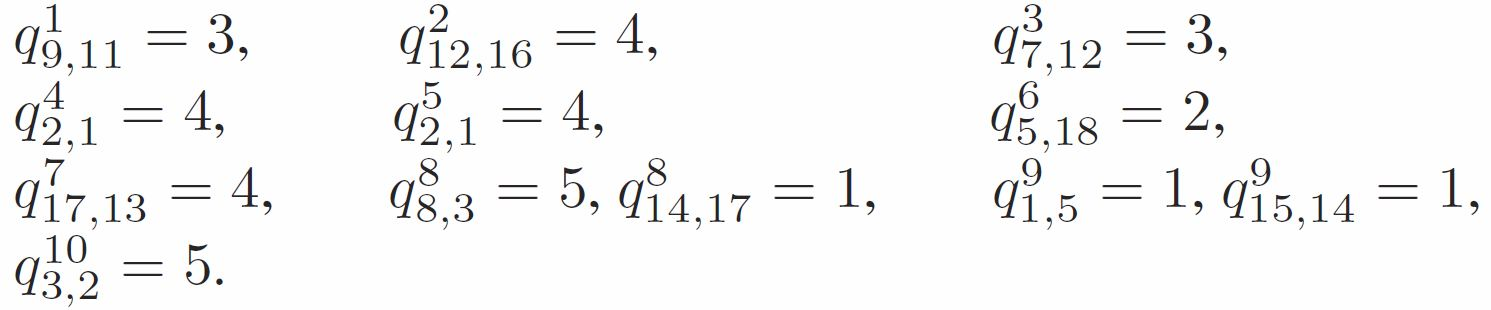 q^1_{9,11} = 3, q^2_{12,16} = 4, q^3_{7,12} = 3,
q^4_{2,1} = 4, q^5_{2,1} = 4, q^6_{5,18} = 2,
q^7_{17,13} = 4, q^8_{8,3} = 5, q^8_{14,17} = 1, q^9_{1,5} = 1, q^9_{15,14} = 1,
q^{10}_{3,2} = 5.